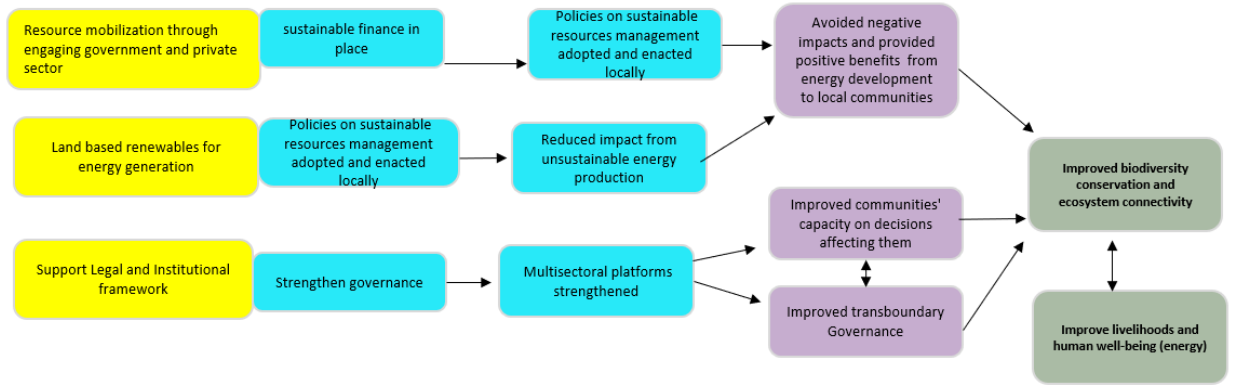 Resource mobilization through
engaging government and private
sector
sustainable finance in
place
Policies on sustainable
resources management
adopted and enacted
locally
Avoided negative
impacts and provided
positive benefits from
energy development
to local communities
Land based renewables for
energy generation
Policies on sustainable
resources management
adopted and enacted
locally
Reduced impact from
unsustainable energy
production
Improved biodiversity
conservation and
ecosystem connectivity
Improved communities'
capacity on decisions
affecting them
Support Legal and Institutional
framework
Strengthen governance
Multisectoral platforms
strengthened
Improved transboundary
Governance
Improve livelihoods and
human well-being (energy)